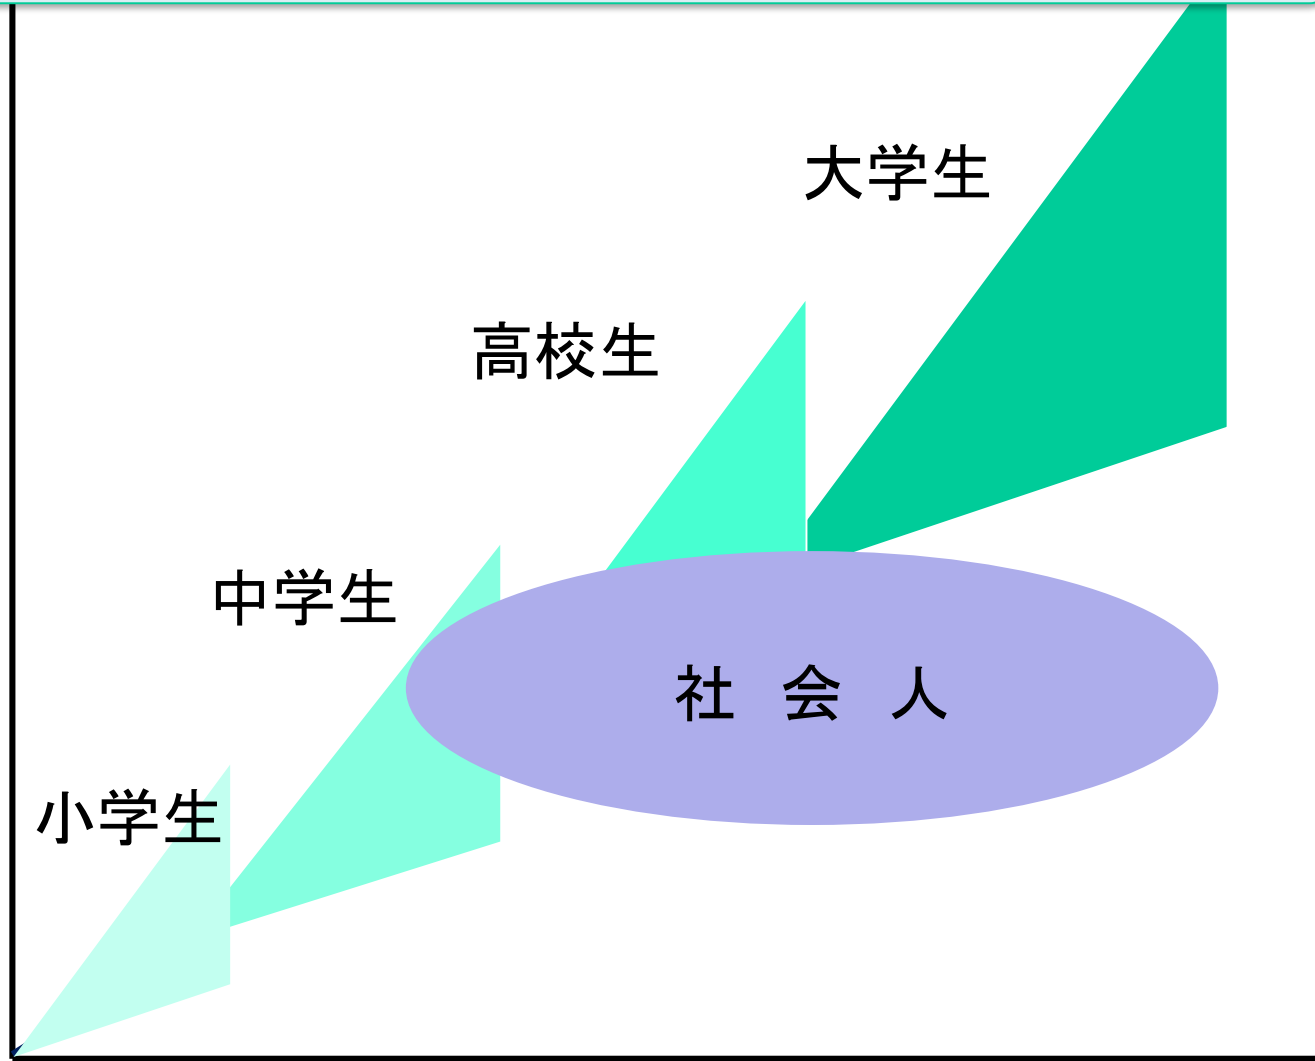 大学生
高校生
中学生
社 会 人
小学生